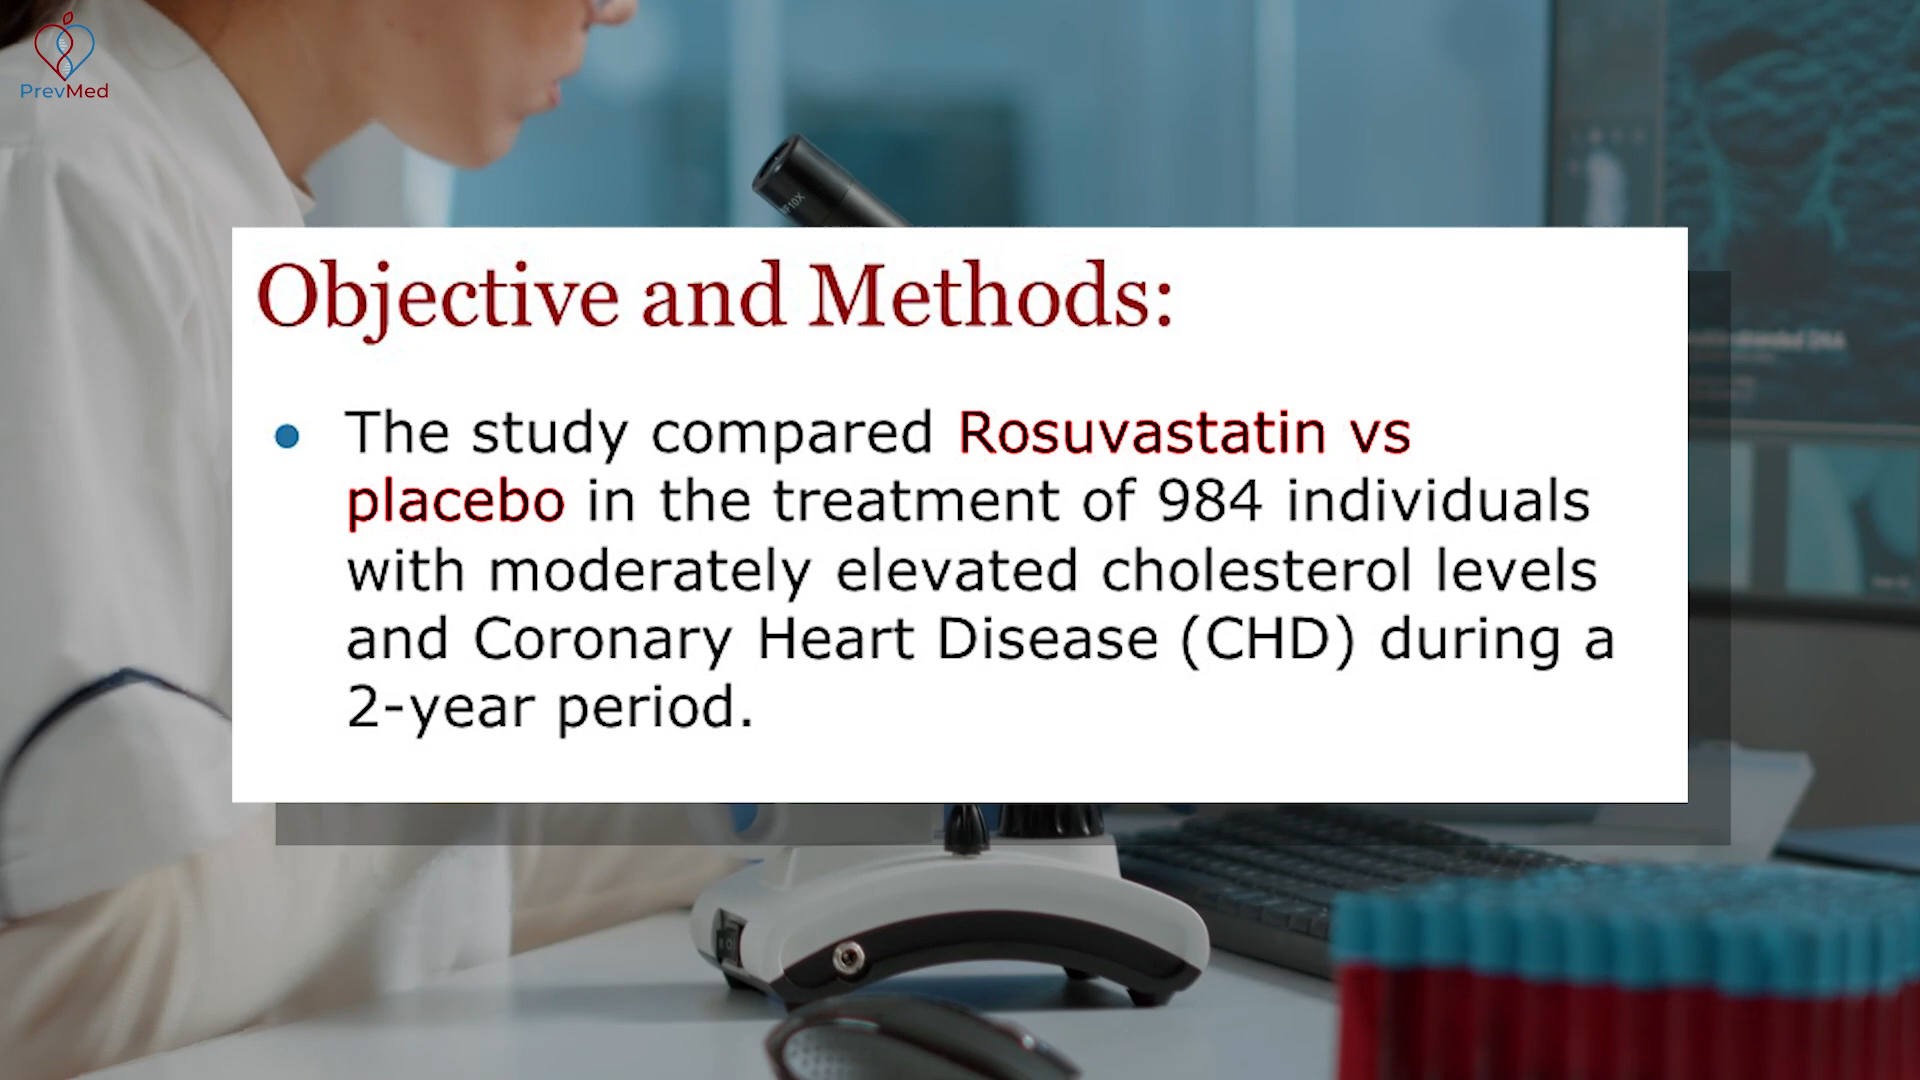 PrevMed
Objective and Methods:
• The study compared Rosuvastatin vs
placebo in the treatment of 984 individuals
with moderately elevated cholesterol levels
and Coronary Heart Disease (CHD) during a
2-year period.